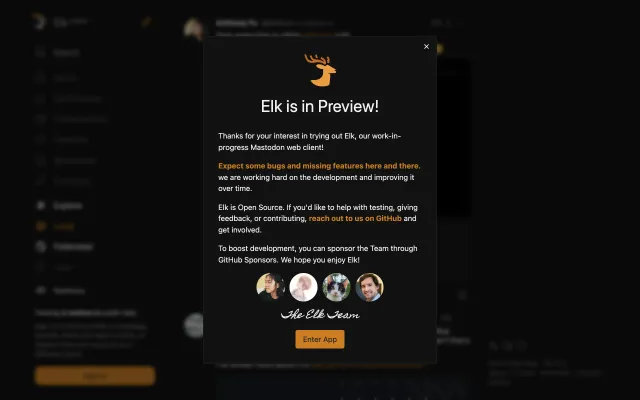 Elk is in Preview!
Thanks for your interest in trying out Elk, our work-in-
progress Mastodon web client!
Expect some bugs and missing features here and there.
we are working hard on the development and improving it
over time.
Elk is Open Source. If you'd like to help with testing, giving
feedback, or contributing, reach out to us on GitHub and
get involved.
To boost development, you can sponsor the Team through
GitHub Sponsors. We hope you enjoy Elk!
The Elk Team
Enter App